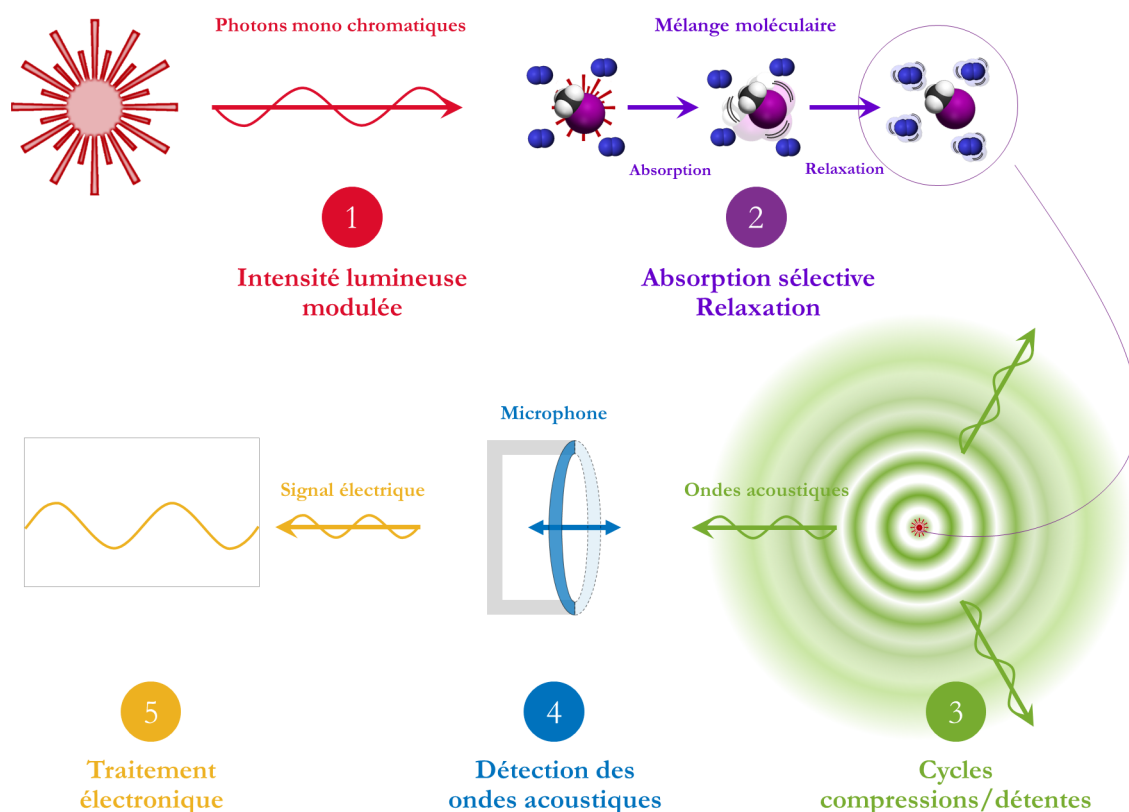 Photons mono chromatiques
Mélange moléculaire
Absorption
Relaxation
1
Intensité lumineuse
modulée
2
Absorption sélective
Relaxation
Ondes acoustiques
3
Cycles
compressions/détentes
Microphone
4
Détection des
ondes acoustiques
Signal électrique
5
Traitement
électronique